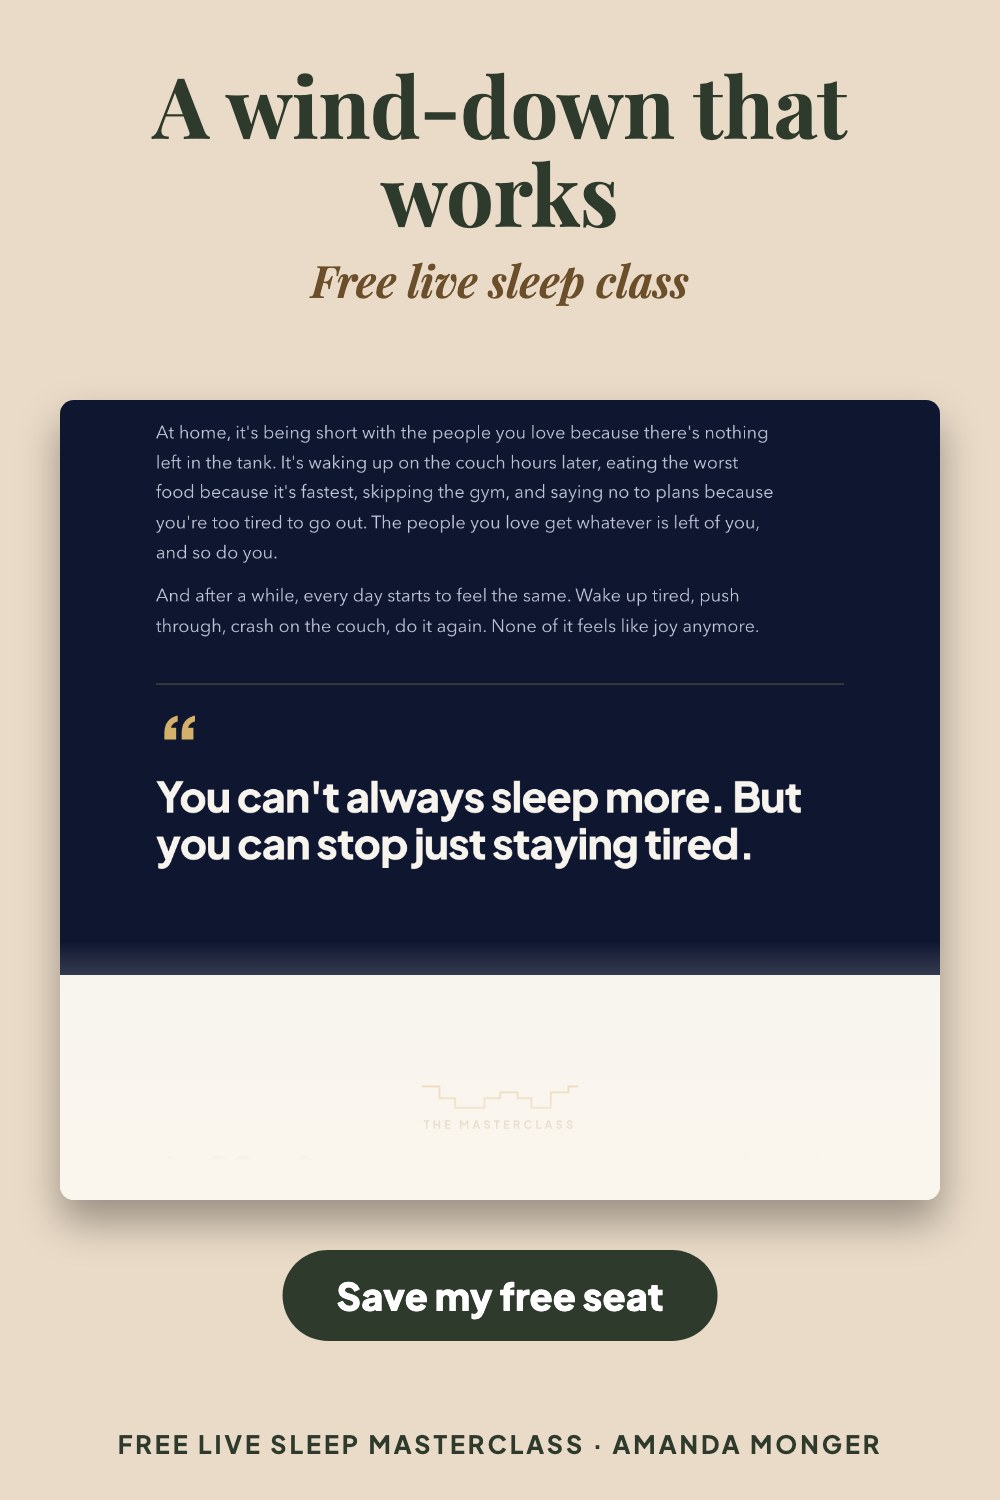 A wind-down that
works
Free live sleep class
At home, it's being short with the people you love because there's nothing
left in the tank. It's waking up on the couch hours later, eating the worst
food because it's fastest, skipping the gym, and saying no to plans because
you're too tired to go out. The people you love get whatever is left of you,
and so do you.
And after a while, every day starts to feel the same. Wake up tired, push
through, crash on the couch, do it again. None of it feels like joy anymore.
“
You can't always sleep more. But
you can stop just staying tired.
THE MASTERCLASS
Save my free seat
FREE LIVE SLEEP MASTERCLASS · AMANDA MONGER